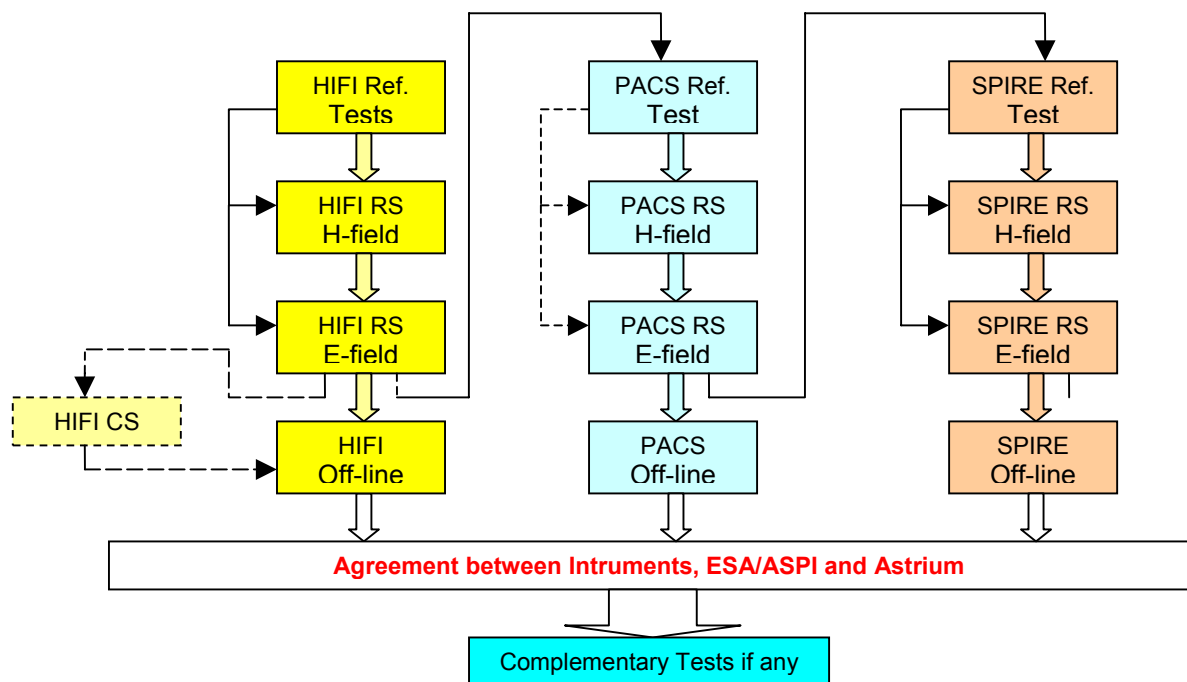 HIFI Ref.
Tests
PACS Ref.
Test
SPIRE Ref.
Test
HIFI RS
H-field
PACS RS
H-field
SPIRE RS
H-field
HIFI RS
E-field
PACS RS
E-field
SPIRE RS
E-field
HIFI CS
HIFI
Off-line
PACS
Off-line
SPIRE
Off-line
Agreement between Intruments, ESA/ASPI and Astrium
Complementary Tests if any